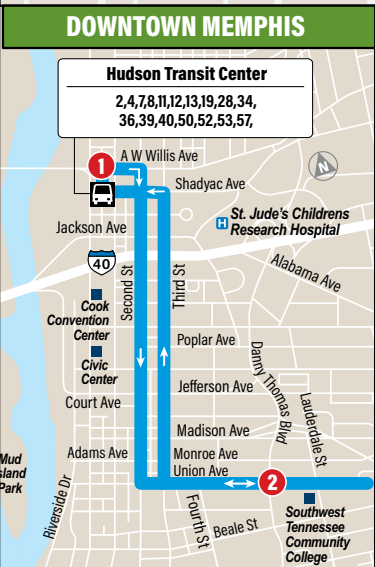 DOWNTOWN MEMPHIS
Hudson Transit Center
2,4,7,8,11,12,13,19,28,34,
36,39,40,50,52,53,57,
1
A W Willis Ave
N
Shadyac Ave
H St. Jude's Childrens
Research Hospital
Jackson Ave
40
Alabama Ave
Second St
Third St
Cook
Convention
Center
Poplar Ave
Danny Thomas Blvd
Civic
Center
Jefferson Ave
Lauderdale St
Court Ave
Madison Ave
Mud
sland
Park
Adams Ave
Monroe Ave
Union Ave
2
Riverside Dr
Fourth St
Beale St
Southwest
Tennessee
Community
College